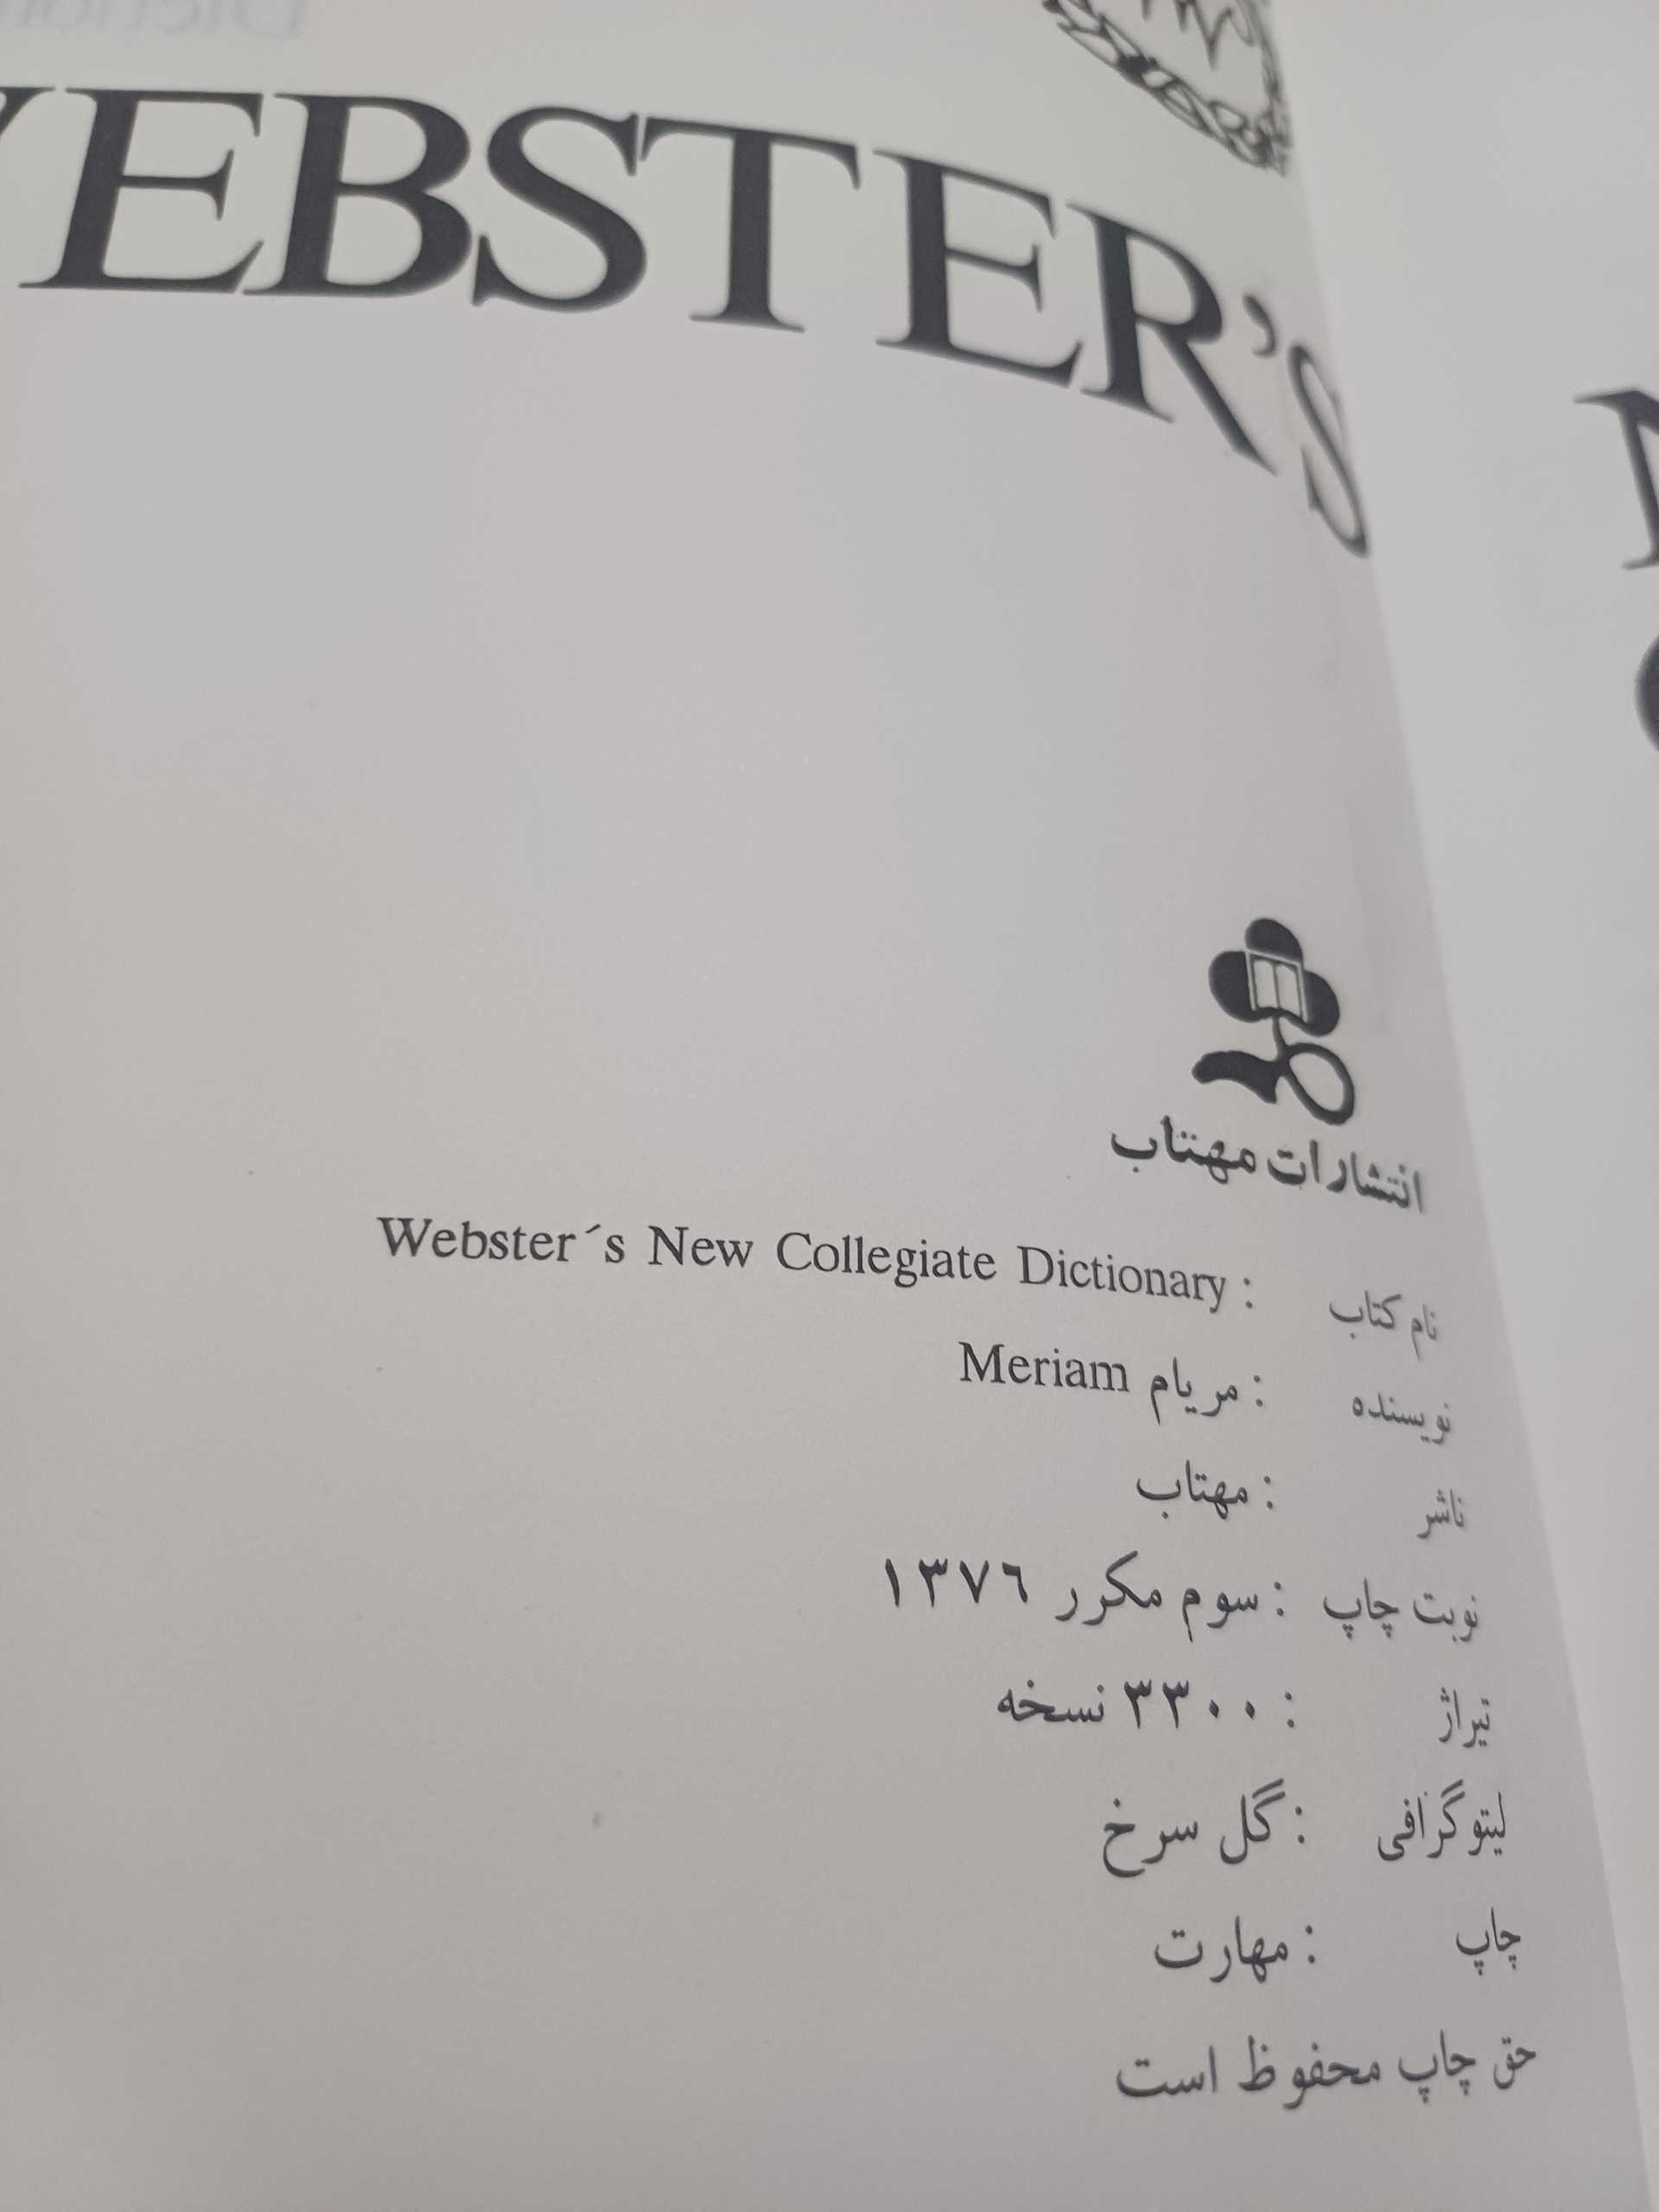 WEBSTER's
انتشارات مهتاب
نام کتاب : Webster´s New Collegiate Dictionary
نویسنده : مریام Meriam
ناشر : مهتاب
نوبت چاپ : سوم مکرر ۱۳۷۶
تیراژ : ۳۳۰۰ نسخه
لیتوگرافی : گل سرخ
چاپ : مهارت
حق چاپ محفوظ است